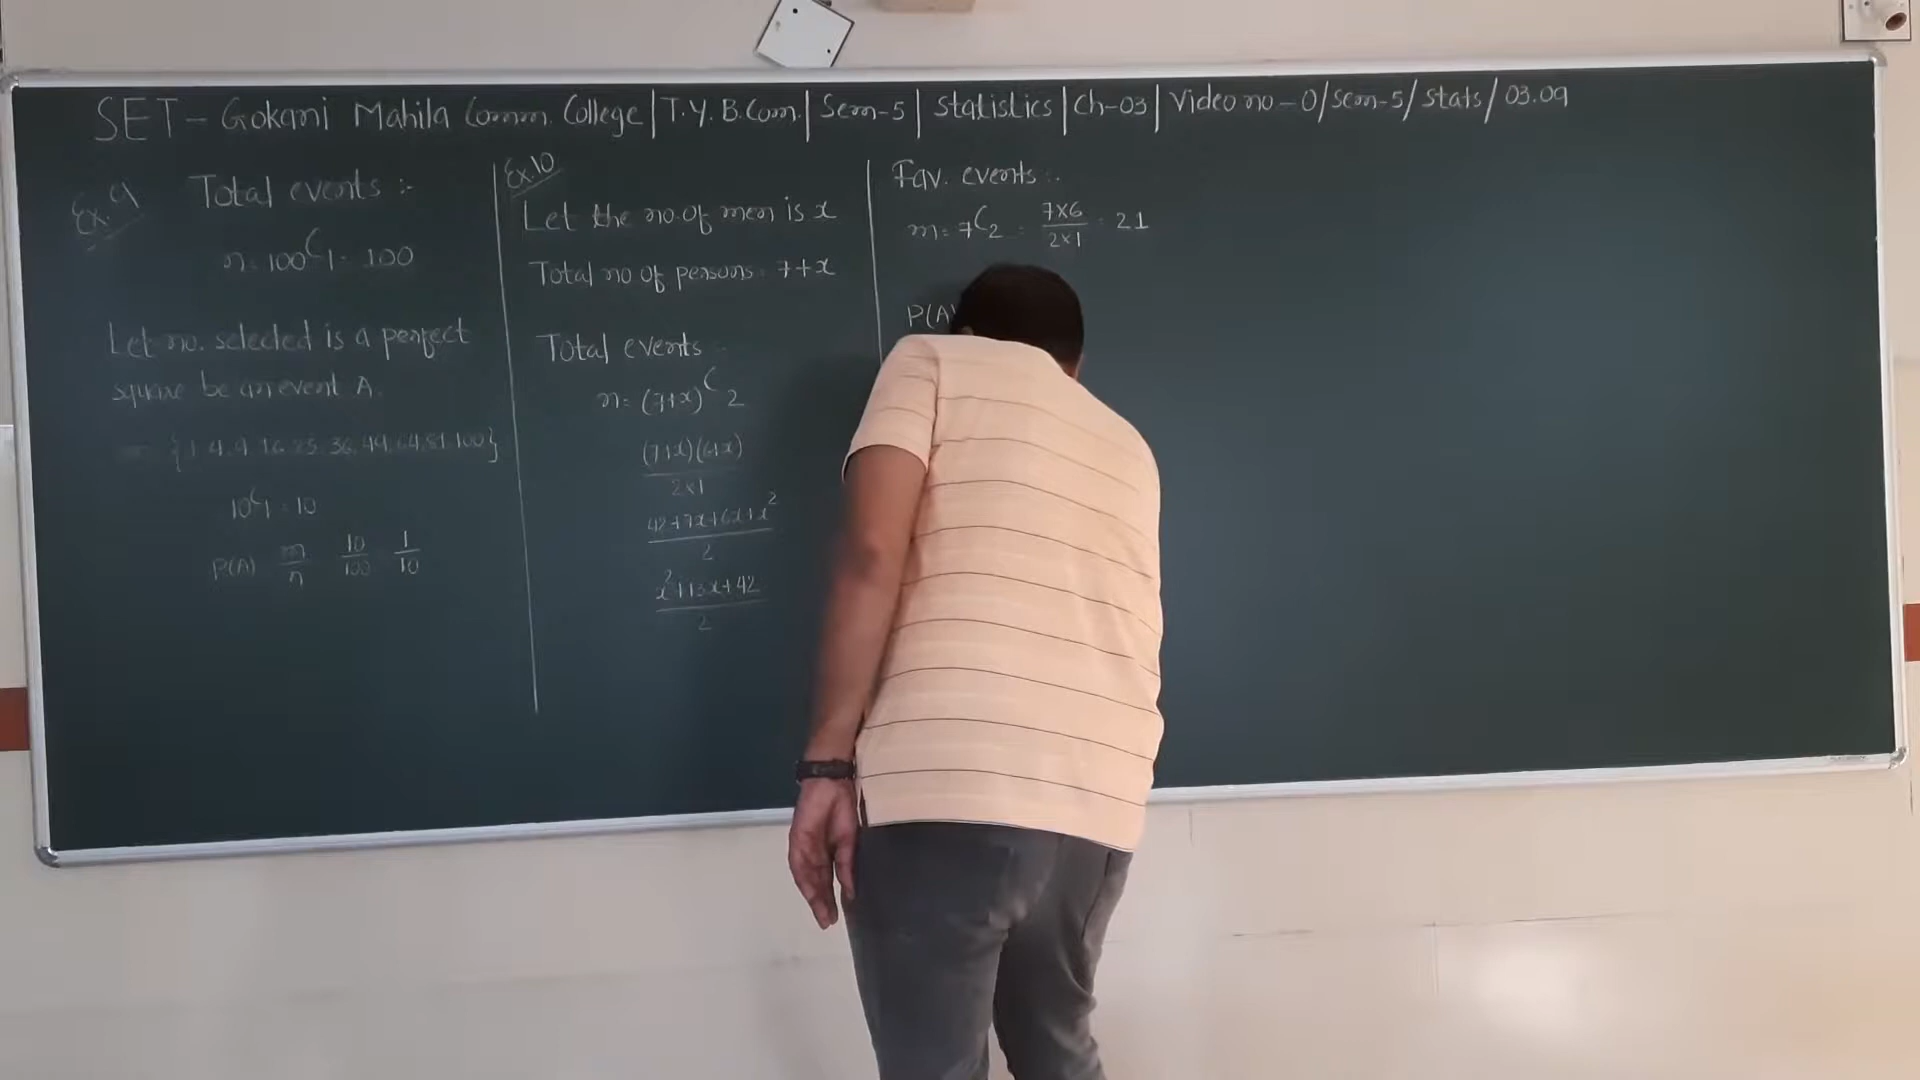 SET - Gokani Mahila Comm. College | T.Y.B.Com. | Sem-5 | Statistics | Ch-03 | Video no - 0/Sem-5/Stats/03.09
Ex.9
Total events :-
n = 100C1 = 100
Let no. selected is a perfect
square be an event A.
= {1,4,9,16,25,36,49,64,81,100}
10C1 = 10
P(A) m/n 10/100 1/10
Ex.10
Let the no. of men is x
Total no of persons = 7+x
Total events
n = (7+x)C2
(7+x)(6+x)/2×1
42+7x+6x+x²/2
x²+13x+42/2
Fav. events :-
m = 7C2 = 7×6/2×1 = 21
P(A)